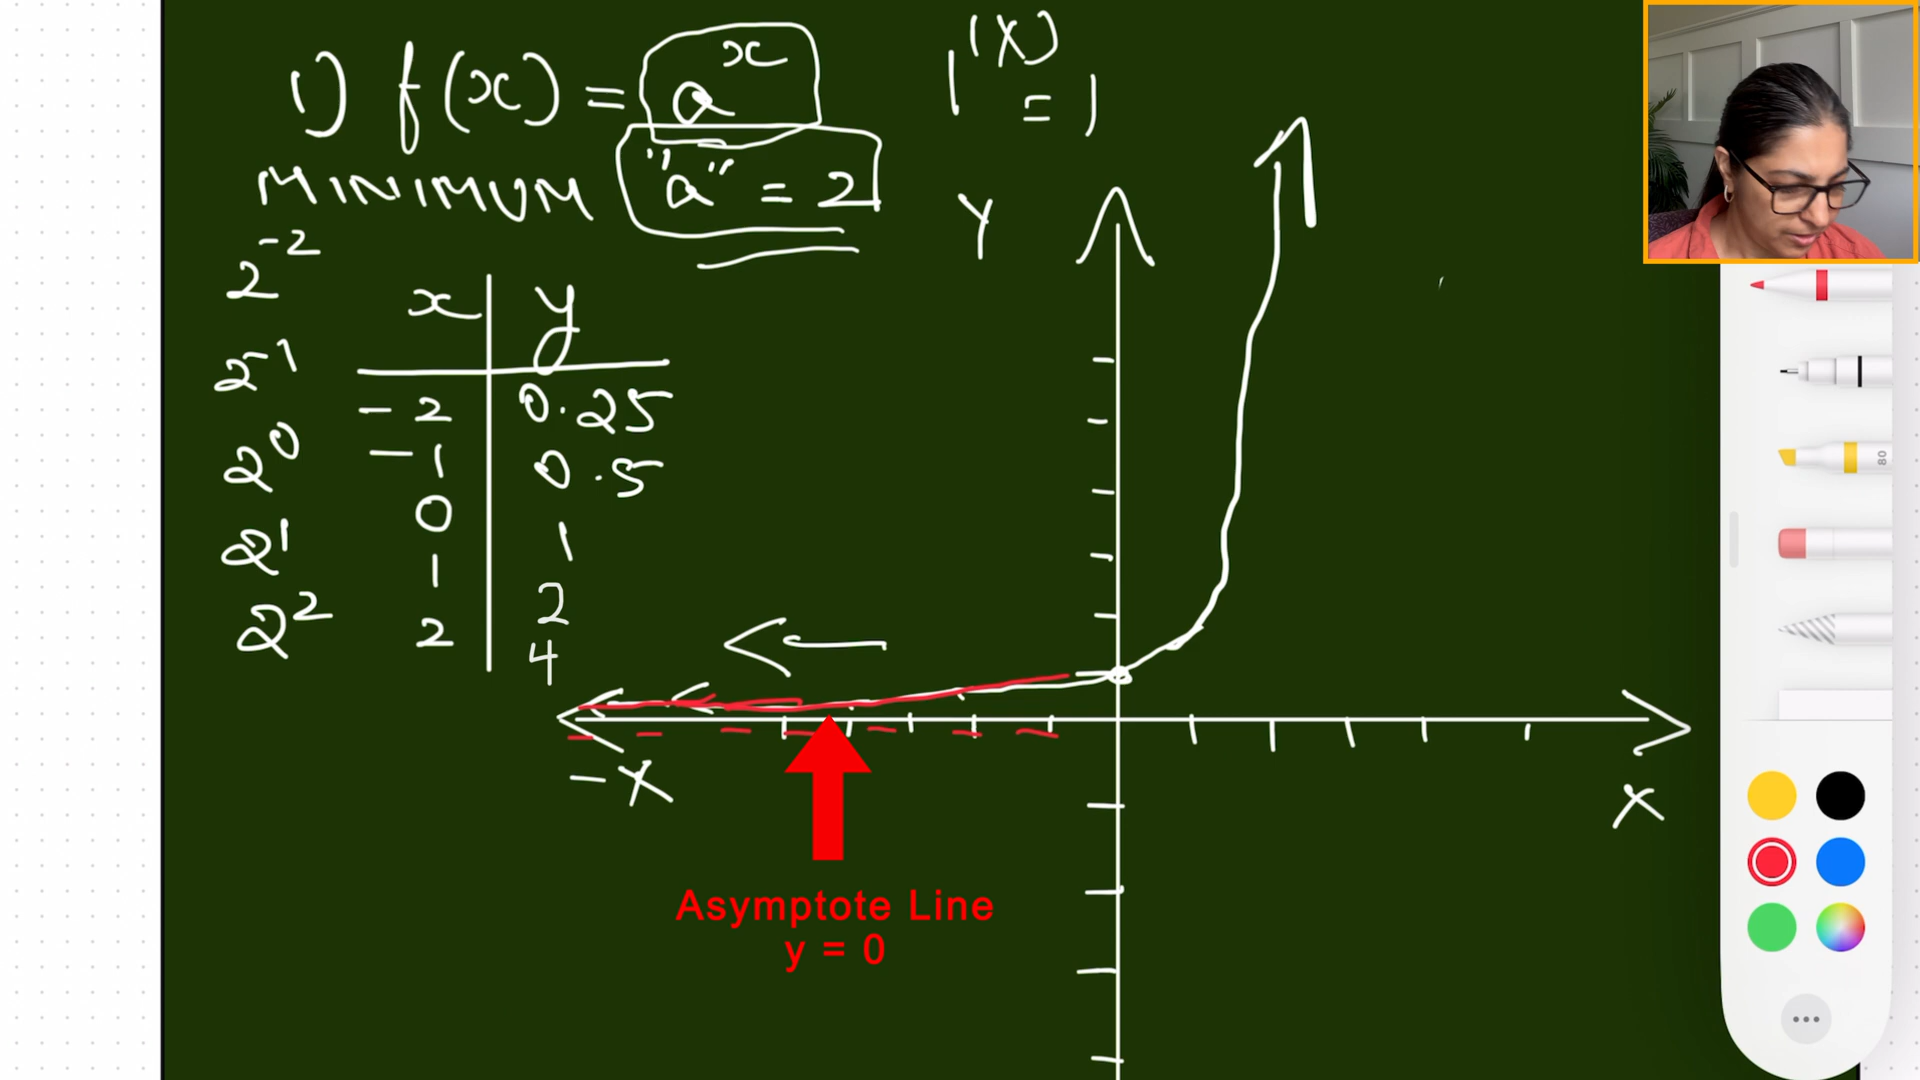 1) f(x) = a^x
1^(x) = 1
MINIMUM "a" = 2
Y
2^-2
x | y
2^-1
-2 | 0.25
2^0
-1 | 0.5
0 | 1
2^1
1 | 2
2^2
2 | 4
-X
X
Asymptote Line
y = 0
80